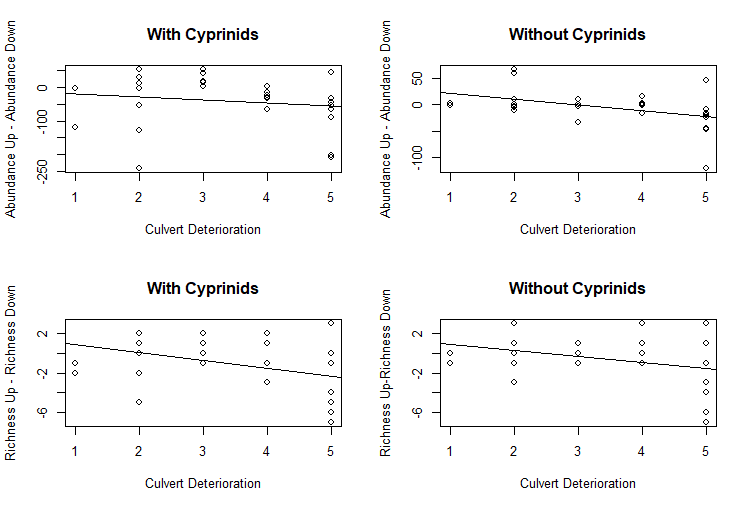 With Cyprinids
Abundance Up - Abundance Down
0
-100
-250
1 2 3 4 5
Culvert Deterioration
Without Cyprinids
Abundance Up - Abundance Down
50
0
-100
1 2 3 4 5
Culvert Deterioration
With Cyprinids
Richness Up - Richness Down
2
-2
-6
1 2 3 4 5
Culvert Deterioration
Without Cyprinids
Richness Up-Richness Down
2
-2
-6
1 2 3 4 5
Culvert Deterioration